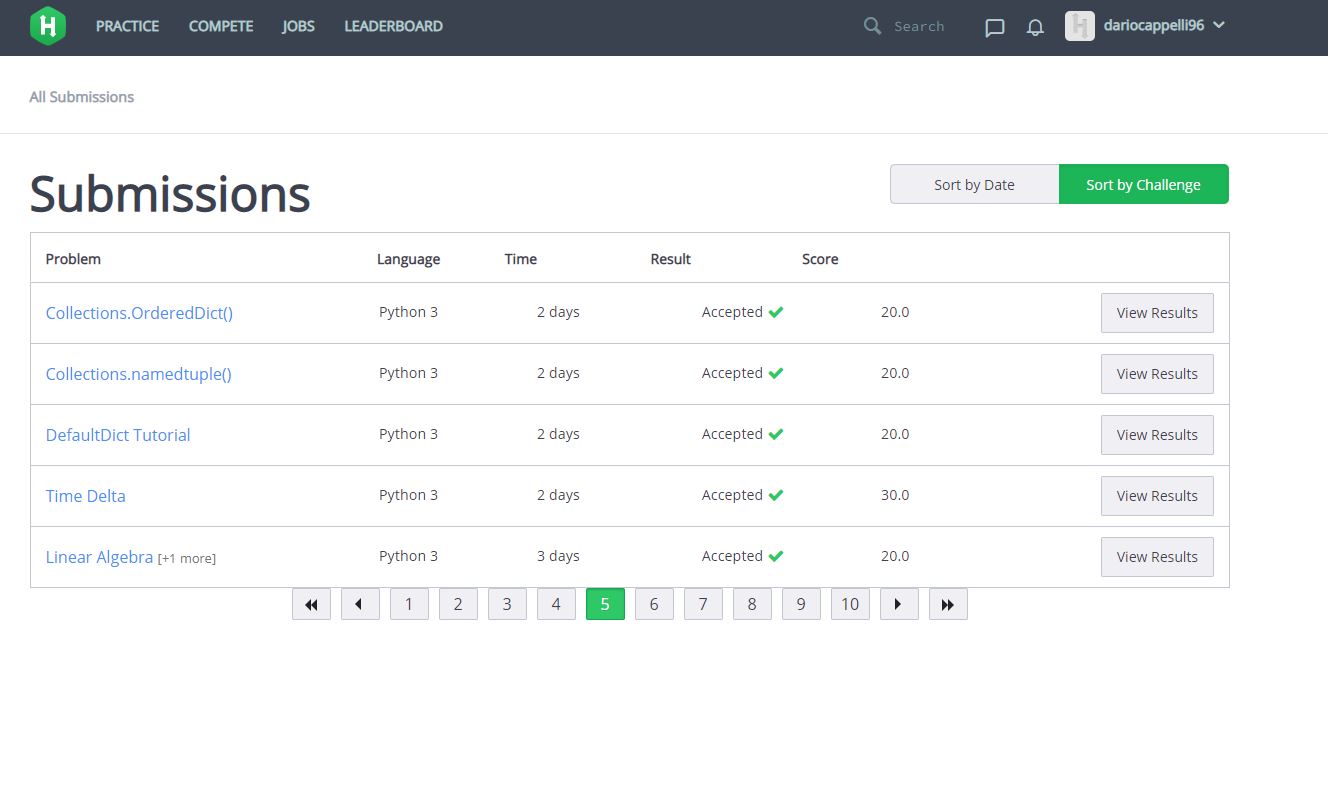 H PRACTICE COMPETE JOBS LEADERBOARD Search H dariocappelli96
All Submissions
Submissions
Sort by Date Sort by Challenge
Problem Language Time Result Score
Collections.OrderedDict() Python 3 2 days Accepted 20.0 View Results
Collections.namedtuple() Python 3 2 days Accepted 20.0 View Results
DefaultDict Tutorial Python 3 2 days Accepted 20.0 View Results
Time Delta Python 3 2 days Accepted 30.0 View Results
Linear Algebra [+1 more] Python 3 3 days Accepted 20.0 View Results
1 2 3 4 5 6 7 8 9 10